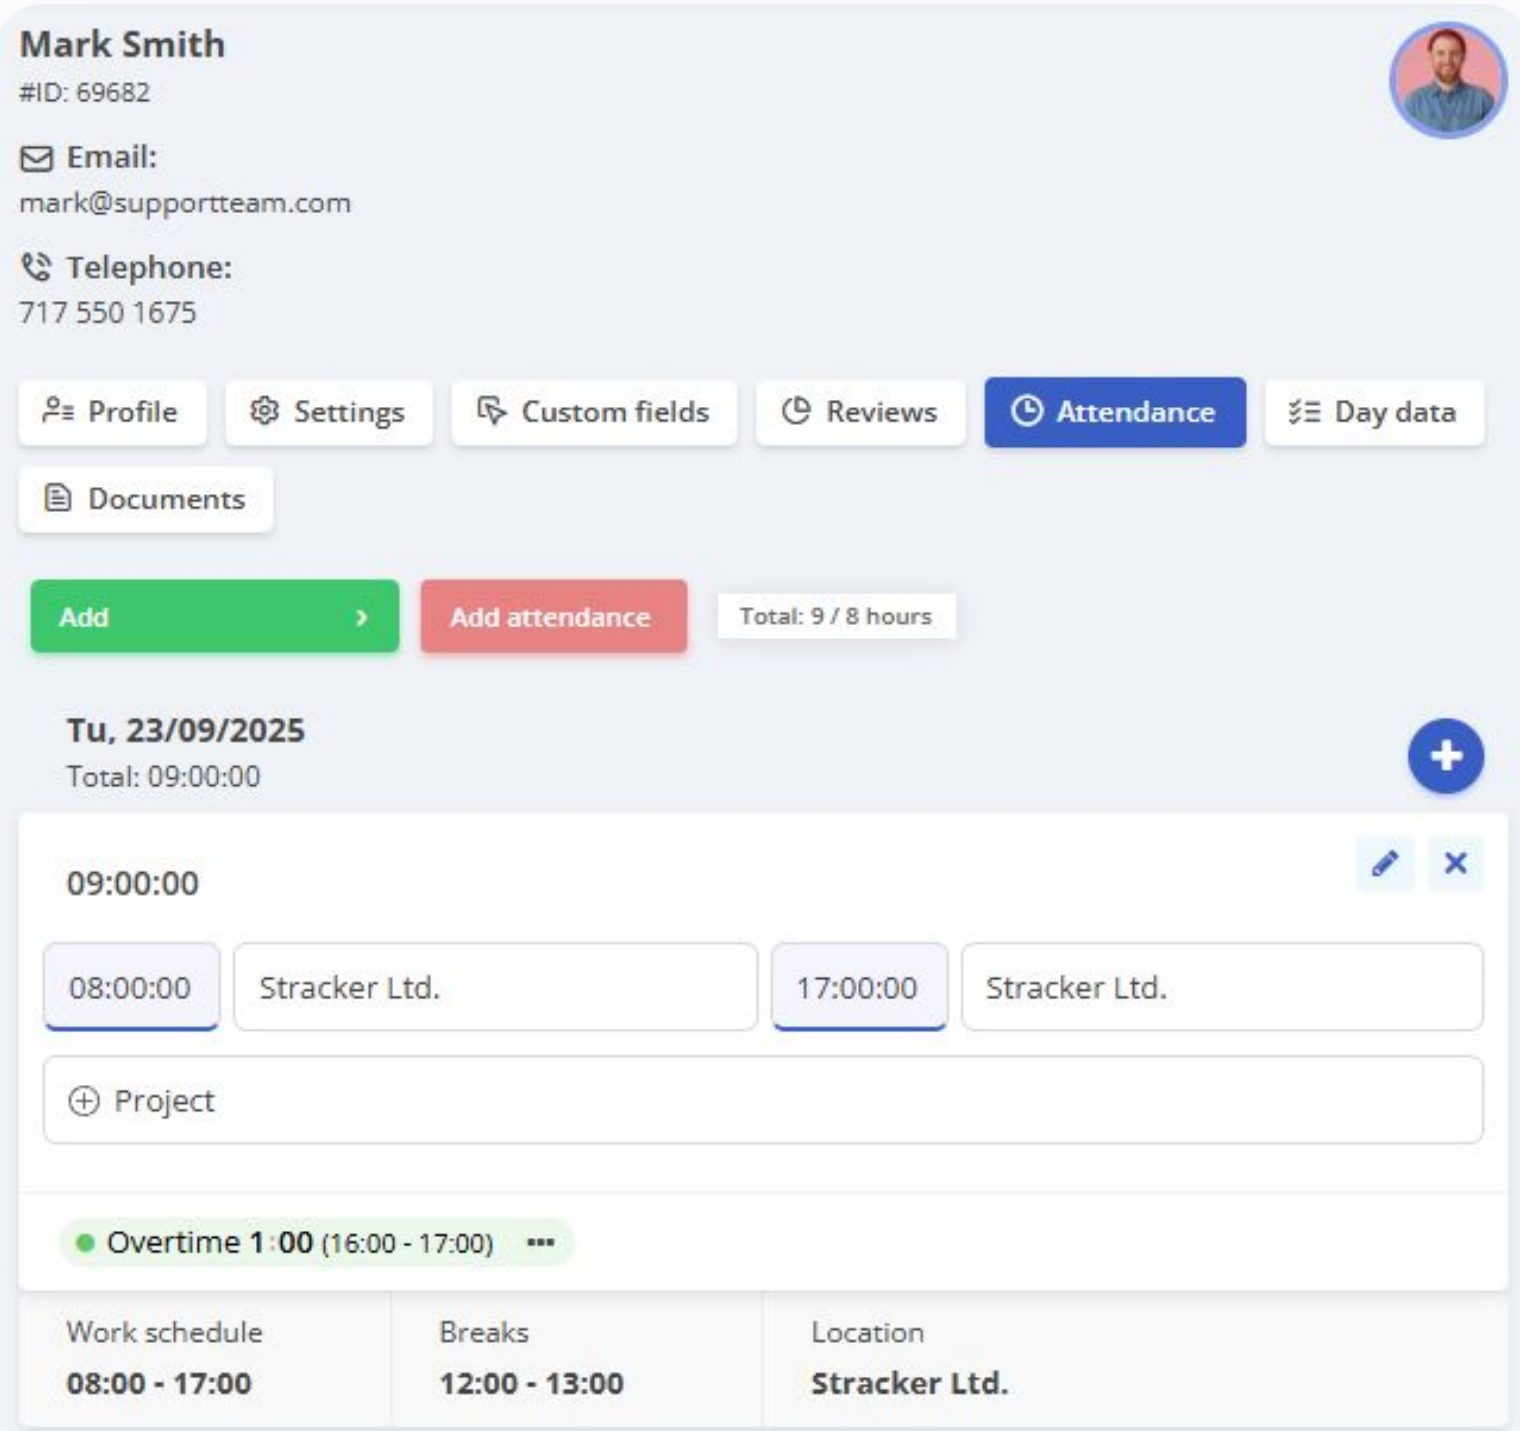 Mark Smith
#ID: 69682
Email:
mark@supportteam.com
Telephone:
717 550 1675
Profile Settings Custom fields Reviews Attendance Day data
Documents
Add Add attendance Total: 9 / 8 hours
Tu, 23/09/2025
Total: 09:00:00
09:00:00
08:00:00 Stracker Ltd. 17:00:00 Stracker Ltd.
Project
Overtime 1:00 (16:00 - 17:00)
Work schedule Breaks Location
08:00 - 17:00 12:00 - 13:00 Stracker Ltd.